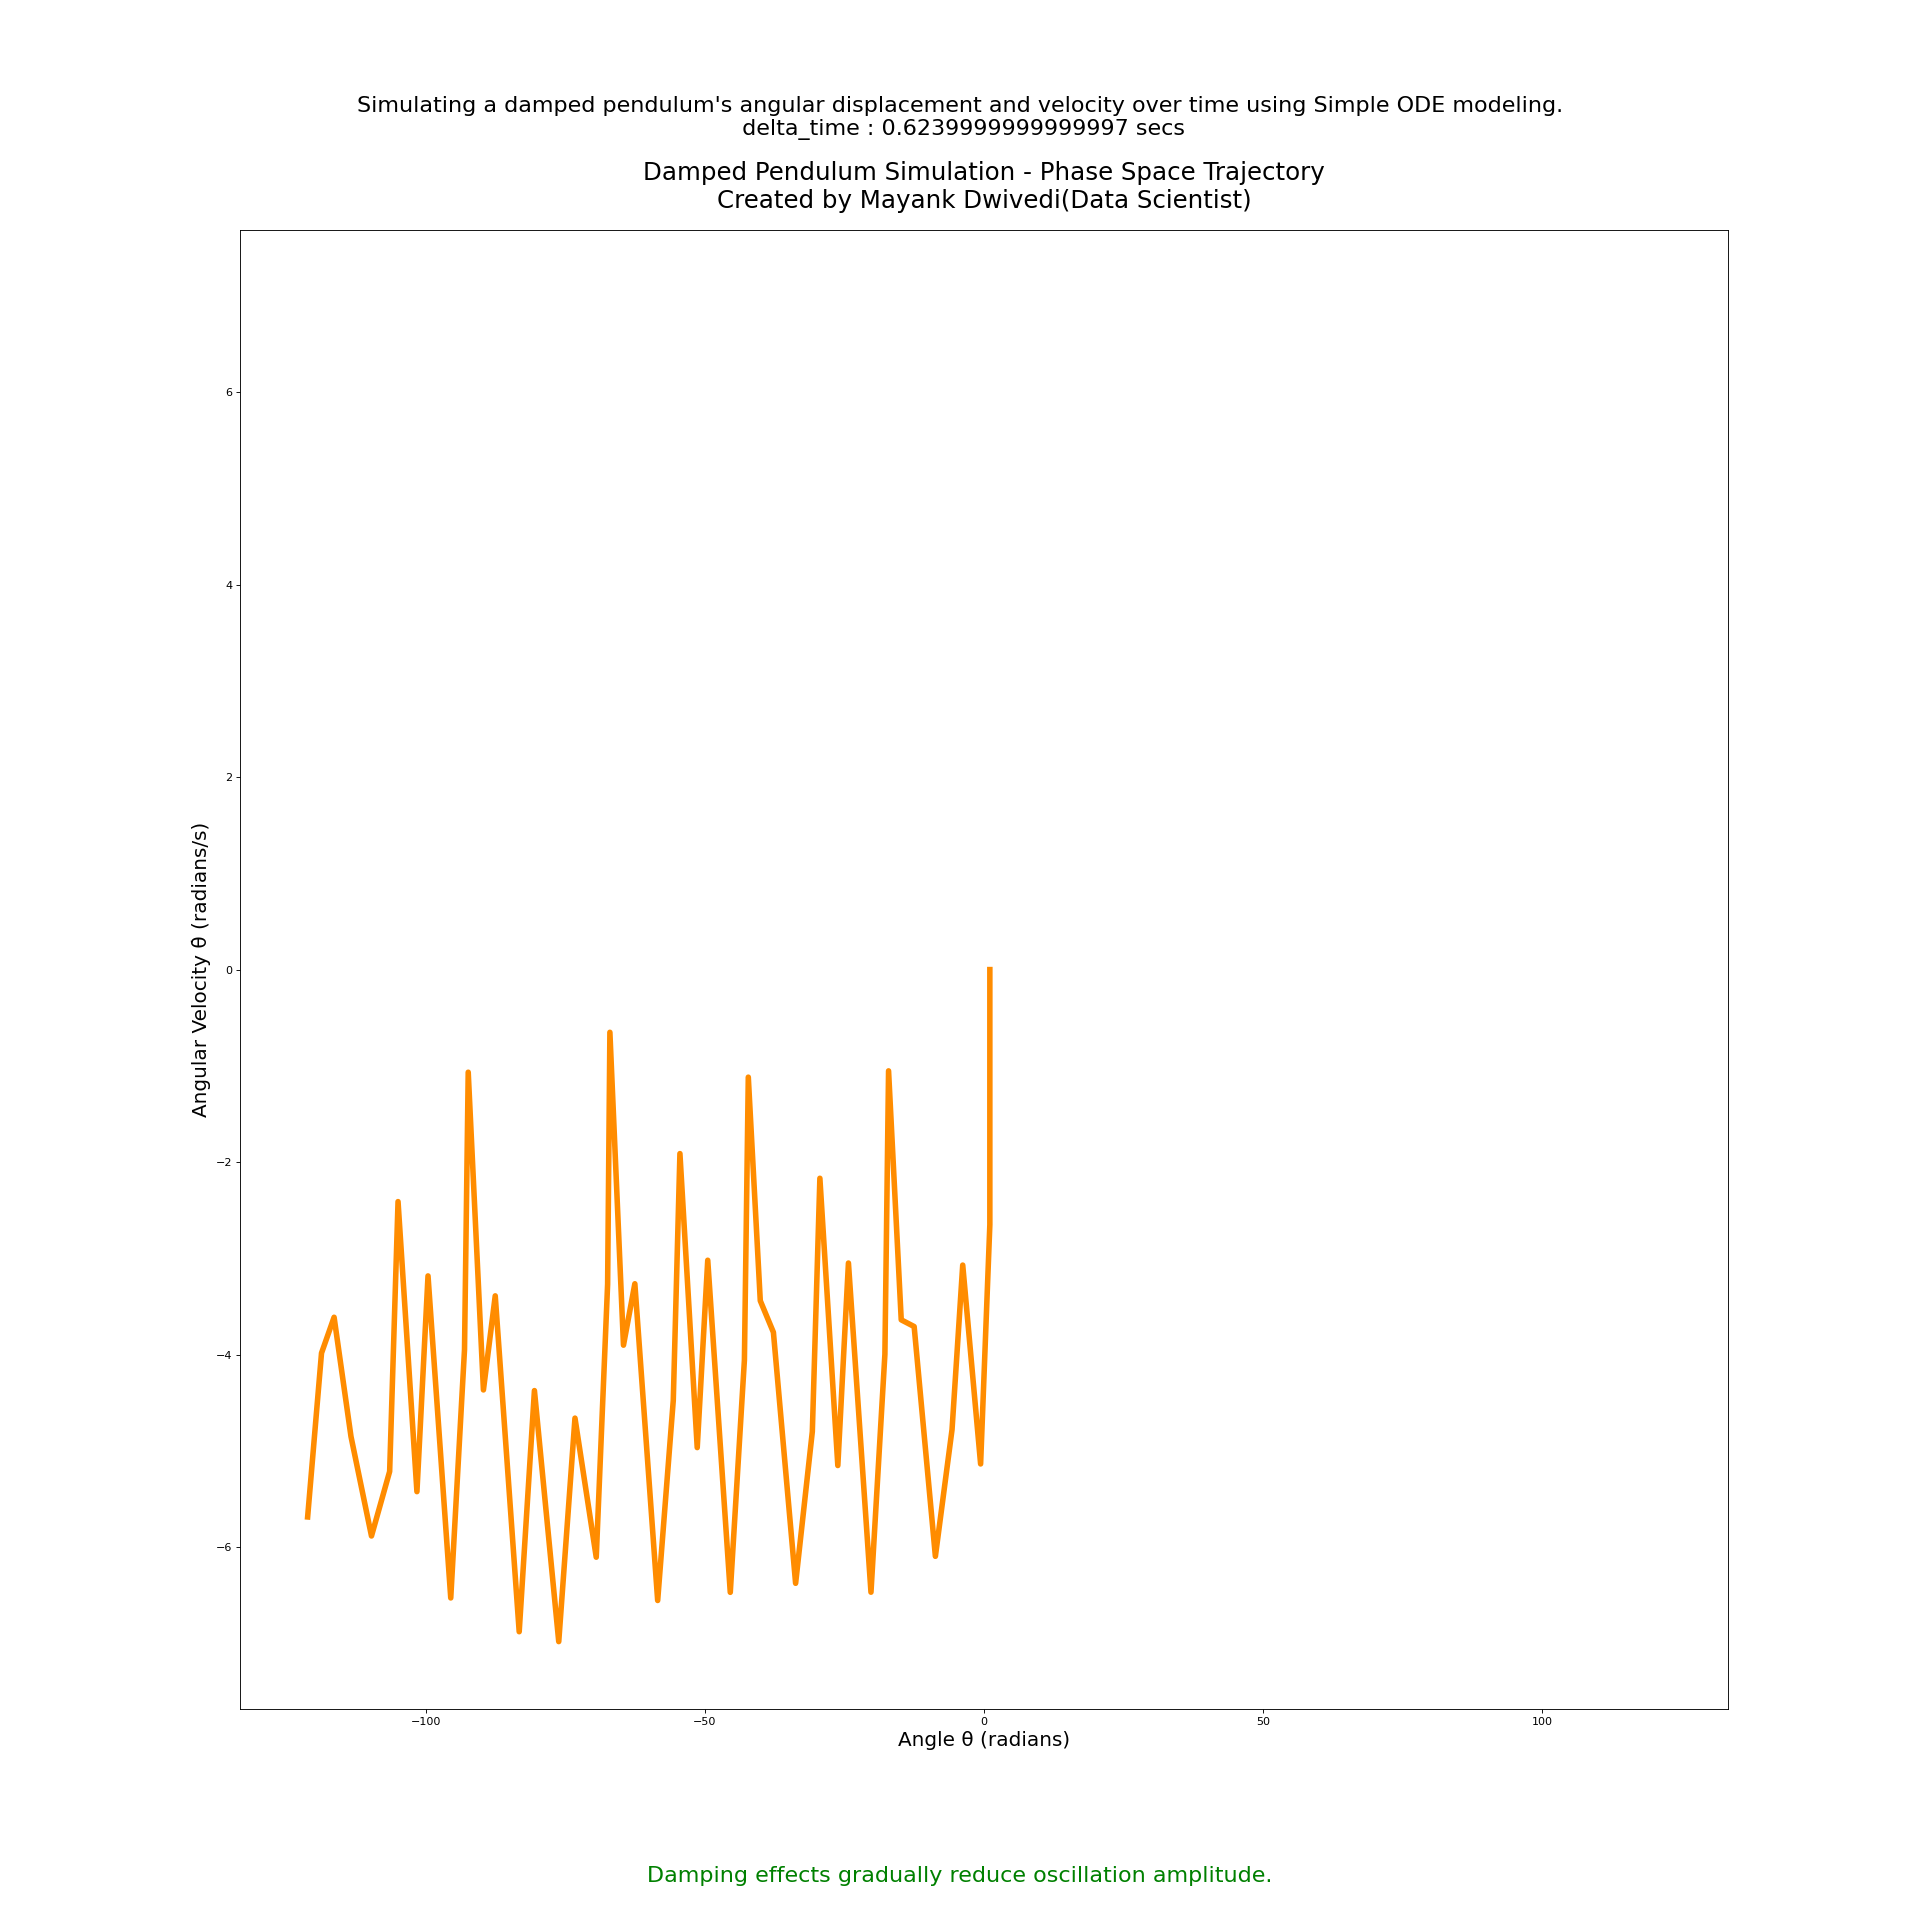 Simulating a damped pendulum's angular displacement and velocity over time using Simple ODE modeling.
delta_time : 0.6239999999999997 secs
Damped Pendulum Simulation - Phase Space Trajectory
Created by Mayank Dwivedi(Data Scientist)
Angular Velocity θ̇ (radians/s)
6
4
2
0
−2
−4
−6
−100
−50
0
50
100
Angle θ (radians)
Damping effects gradually reduce oscillation amplitude.